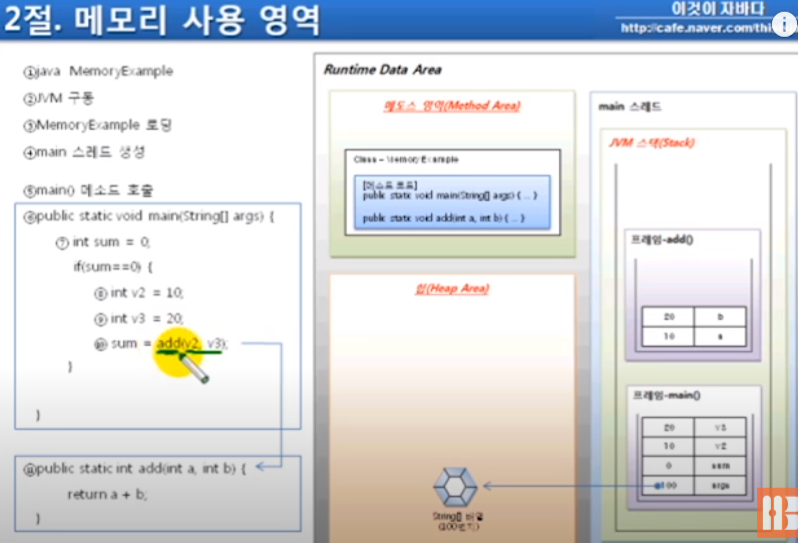 2절. 메모리 사용 영역
이것이 자바다
http://cafe.naver.com/thi
①java MemoryExample
②JVM 구동
③MemoryExample 로딩
④main 스레드 생성
⑤main() 메소드 호출
⑥public static void main(String[] args) {
⑦ int sum = 0;
if(sum==0) {
⑧ int v2 = 10;
⑨ int v3 = 20;
⑩ sum = add(v2, v3);
}
}
⑪public static int add(int a, int b) {
return a + b;
}
Runtime Data Area
메소드 영역(Method Area)
Class – Memory Example
[메소드 코드]
public static void main(String[] args) { ... }
public static void add(int a, int b) { ... }
힙(Heap Area)
String[] 배열
(100번지)
main 스레드
JVM 스택(Stack)
프레임-add()
20 b
10 a
프레임-main()
20 v3
10 v2
0 sum
100 args